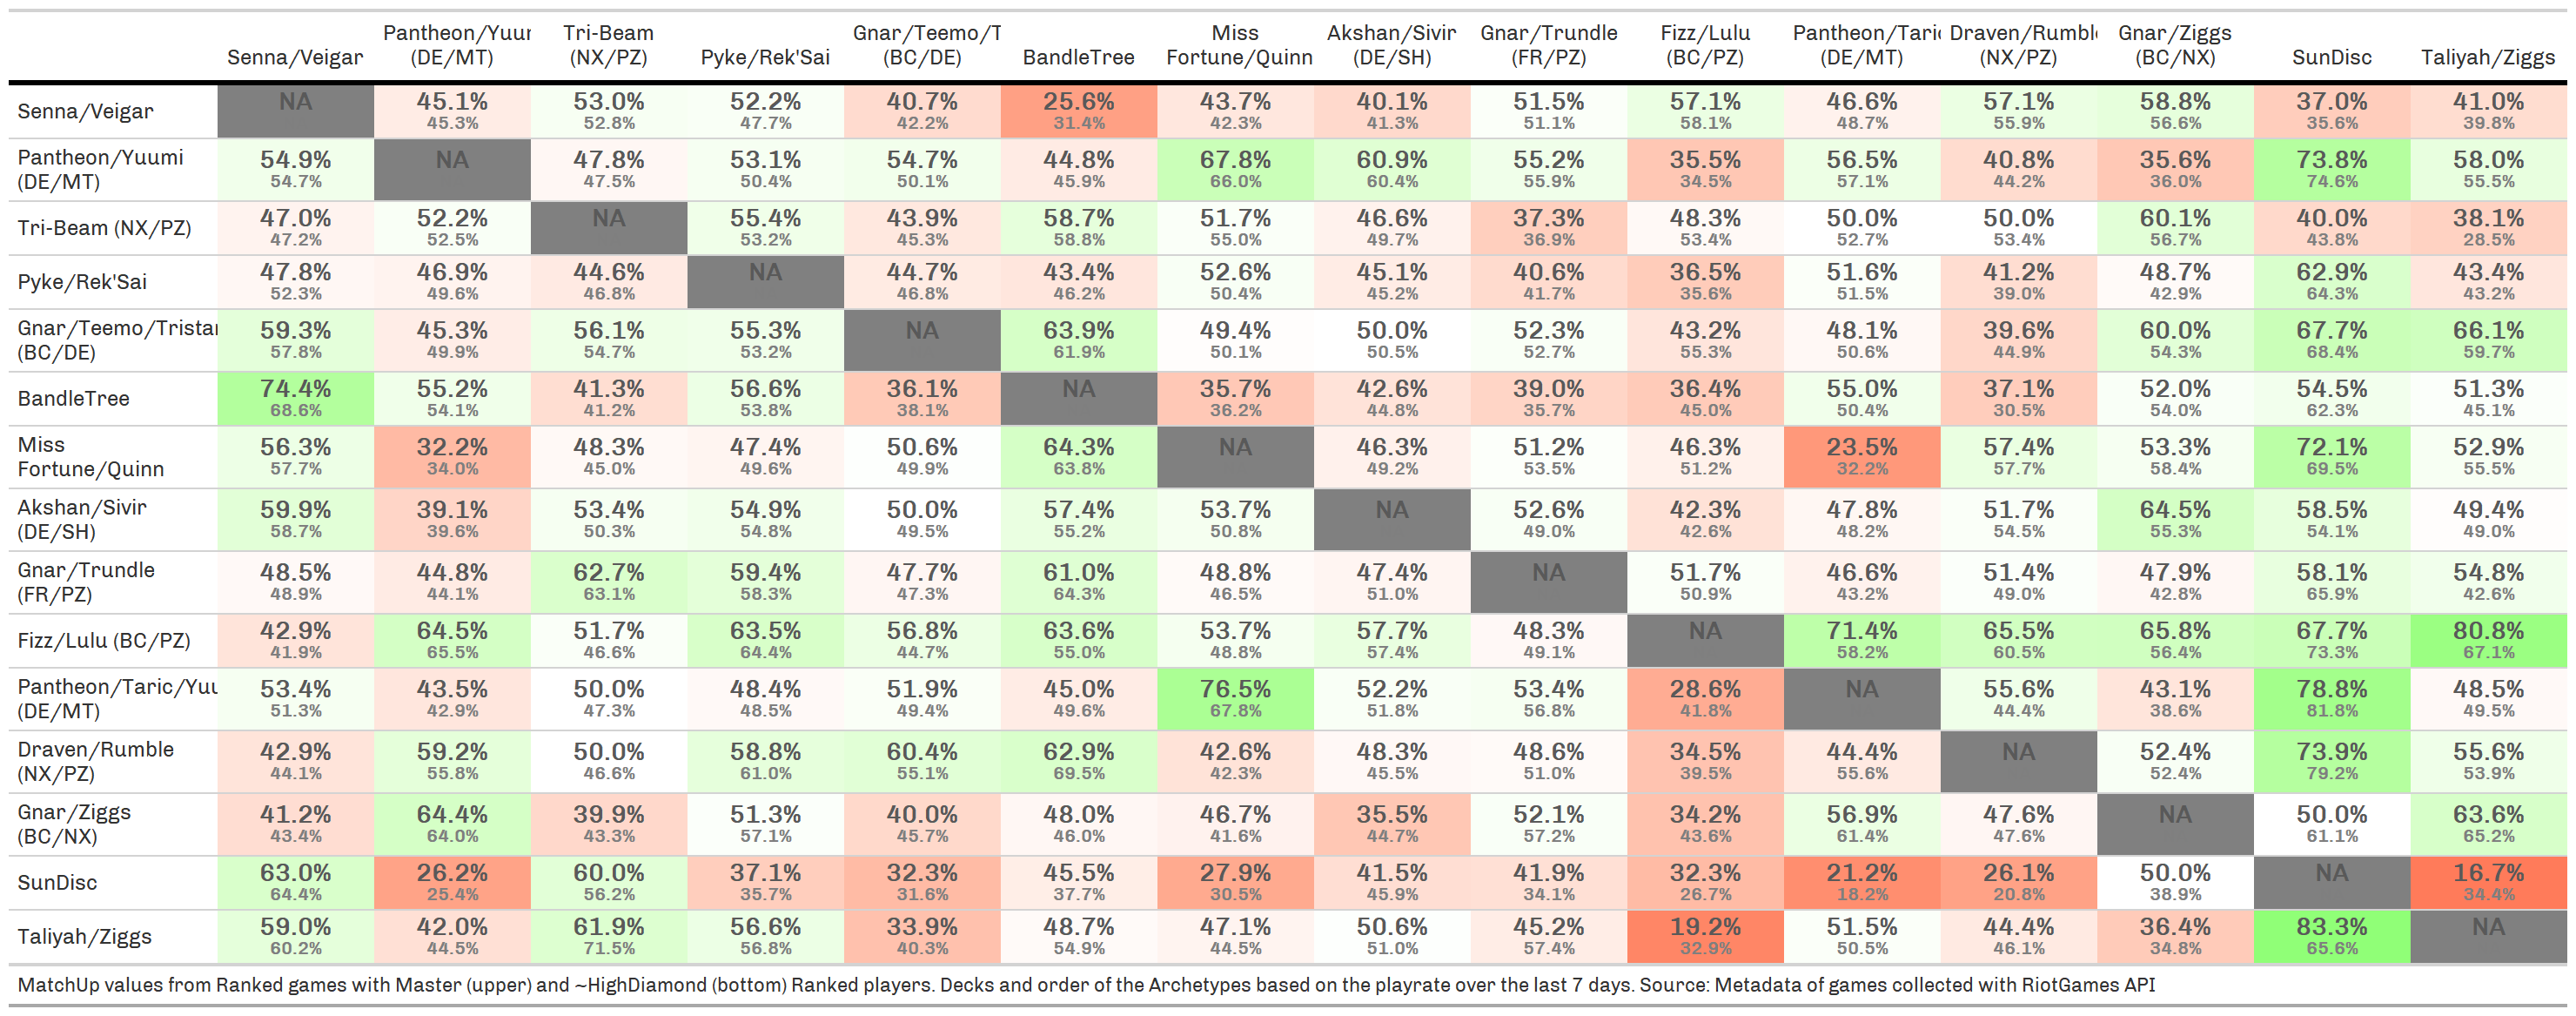 Senna/Veigar Pantheon/Yuur (DE/MT) Tri-Beam (NX/PZ) Pyke/Rek'Sai Gnar/Teemo/T (BC/DE) BandleTree Miss Fortune/Quinn Akshan/Sivir (DE/SH) Gnar/Trundle (FR/PZ) Fizz/Lulu (BC/PZ) Pantheon/Taric (DE/MT) Draven/Rumbl (NX/PZ) Gnar/Ziggs (BC/NX) SunDisc Taliyah/Ziggs
Senna/Veigar
NA 45.1% 53.0% 52.2% 40.7% 25.6% 43.7% 40.1% 51.5% 57.1% 46.6% 57.1% 58.8% 37.0% 41.0%
45.3% 52.8% 47.7% 42.2% 31.4% 42.3% 41.3% 51.1% 58.1% 48.7% 55.9% 56.6% 35.6% 39.8%
Pantheon/Yuumi (DE/MT)
54.9% NA 47.8% 53.1% 54.7% 44.8% 67.8% 60.9% 55.2% 35.5% 56.5% 40.8% 35.6% 73.8% 58.0%
54.7% 47.5% 50.4% 50.1% 45.9% 66.0% 60.4% 55.9% 34.5% 57.1% 44.2% 36.0% 74.6% 55.5%
Tri-Beam (NX/PZ)
47.0% 52.2% NA 55.4% 43.9% 58.7% 51.7% 46.6% 37.3% 48.3% 50.0% 50.0% 60.1% 40.0% 38.1%
47.2% 52.5% 53.2% 45.3% 58.8% 55.0% 49.7% 36.9% 53.4% 52.7% 53.4% 56.7% 43.8% 28.5%
Pyke/Rek'Sai
47.8% 46.9% 44.6% NA 44.7% 43.4% 52.6% 45.1% 40.6% 36.5% 51.6% 41.2% 48.7% 62.9% 43.4%
52.3% 49.6% 46.8% 46.8% 46.2% 50.4% 45.2% 41.7% 35.6% 51.5% 39.0% 42.9% 64.3% 43.2%
Gnar/Teemo/Tristar (BC/DE)
59.3% 45.3% 56.1% 55.3% NA 63.9% 49.4% 50.0% 52.3% 43.2% 48.1% 39.6% 60.0% 67.7% 66.1%
57.8% 49.9% 54.7% 53.2% 61.9% 50.1% 50.5% 52.7% 55.3% 50.6% 44.9% 54.3% 68.4% 59.7%
BandleTree
74.4% 55.2% 41.3% 56.6% 36.1% NA 35.7% 42.6% 39.0% 36.4% 55.0% 37.1% 52.0% 54.5% 51.3%
68.6% 54.1% 41.2% 53.8% 38.1% 36.2% 44.8% 35.7% 45.0% 50.4% 30.5% 54.0% 62.3% 45.1%
Miss Fortune/Quinn
56.3% 32.2% 48.3% 47.4% 50.6% 64.3% NA 46.3% 51.2% 46.3% 23.5% 57.4% 53.3% 72.1% 52.9%
57.7% 34.0% 45.0% 49.6% 49.9% 63.8% 49.2% 53.5% 51.2% 32.2% 57.7% 58.4% 69.5% 55.5%
Akshan/Sivir (DE/SH)
59.9% 39.1% 53.4% 54.9% 50.0% 57.4% 53.7% NA 52.6% 42.3% 47.8% 51.7% 64.5% 58.5% 49.4%
58.7% 39.6% 50.3% 54.8% 49.5% 55.2% 50.8% 49.0% 42.6% 48.2% 54.5% 55.3% 54.1% 49.0%
Gnar/Trundle (FR/PZ)
48.5% 44.8% 62.7% 59.4% 47.7% 61.0% 48.8% 47.4% NA 51.7% 46.6% 51.4% 47.9% 58.1% 54.8%
48.9% 44.1% 63.1% 58.3% 47.3% 64.3% 46.5% 51.0% 50.9% 43.2% 49.0% 42.8% 65.9% 42.6%
Fizz/Lulu (BC/PZ)
42.9% 64.5% 51.7% 63.5% 56.8% 63.6% 53.7% 57.7% 48.3% NA 71.4% 65.5% 65.8% 67.7% 80.8%
41.9% 65.5% 46.6% 64.4% 44.7% 55.0% 48.8% 57.4% 49.1% 58.2% 60.5% 56.4% 73.3% 67.1%
Pantheon/Taric/Yuu (DE/MT)
53.4% 43.5% 50.0% 48.4% 51.9% 45.0% 76.5% 52.2% 53.4% 28.6% NA 55.6% 43.1% 78.8% 48.5%
51.3% 42.9% 47.3% 48.5% 49.4% 49.6% 67.8% 51.8% 56.8% 41.8% 44.4% 38.6% 81.8% 49.5%
Draven/Rumble (NX/PZ)
42.9% 59.2% 50.0% 58.8% 60.4% 62.9% 42.6% 48.3% 48.6% 34.5% 44.4% NA 52.4% 73.9% 55.6%
44.1% 55.8% 46.6% 61.0% 55.1% 69.5% 42.3% 45.5% 51.0% 39.5% 55.6% 52.4% 79.2% 53.9%
Gnar/Ziggs (BC/NX)
41.2% 64.4% 39.9% 51.3% 40.0% 48.0% 46.7% 35.5% 52.1% 34.2% 56.9% 47.6% NA 50.0% 63.6%
43.4% 64.0% 43.3% 57.1% 45.7% 46.0% 41.6% 44.7% 57.2% 43.6% 61.4% 47.6% 61.1% 65.2%
SunDisc
63.0% 26.2% 60.0% 37.1% 32.3% 45.5% 27.9% 41.5% 41.9% 32.3% 21.2% 26.1% 50.0% NA 16.7%
64.4% 25.4% 56.2% 35.7% 31.6% 37.7% 30.5% 45.9% 34.1% 26.7% 18.2% 20.8% 38.9% 34.4%
Taliyah/Ziggs
59.0% 42.0% 61.9% 56.6% 33.9% 48.7% 47.1% 50.6% 45.2% 19.2% 51.5% 44.4% 36.4% 83.3% NA
60.2% 44.5% 71.5% 56.8% 40.3% 54.9% 44.5% 51.0% 57.4% 32.9% 50.5% 46.1% 34.8% 65.6%
MatchUp values from Ranked games with Master (upper) and ~HighDiamond (bottom) Ranked players. Decks and order of the Archetypes based on the playrate over the last 7 days. Source: Metadata of games collected with RiotGames API